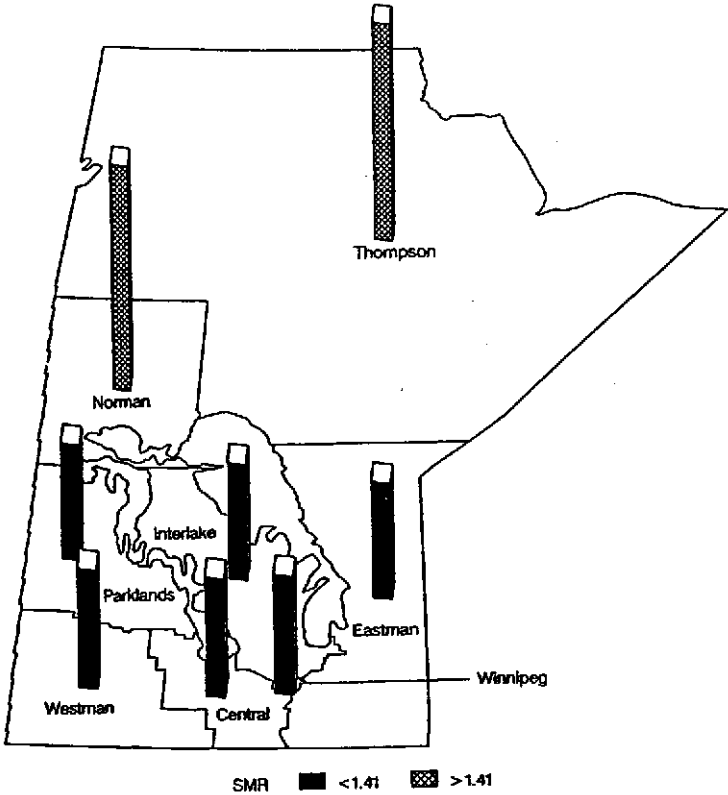 Thompson
Norman
Interlake
Parklands
Eastman
Winnipeg
Westman
Central
SMR <1.41 >1.41